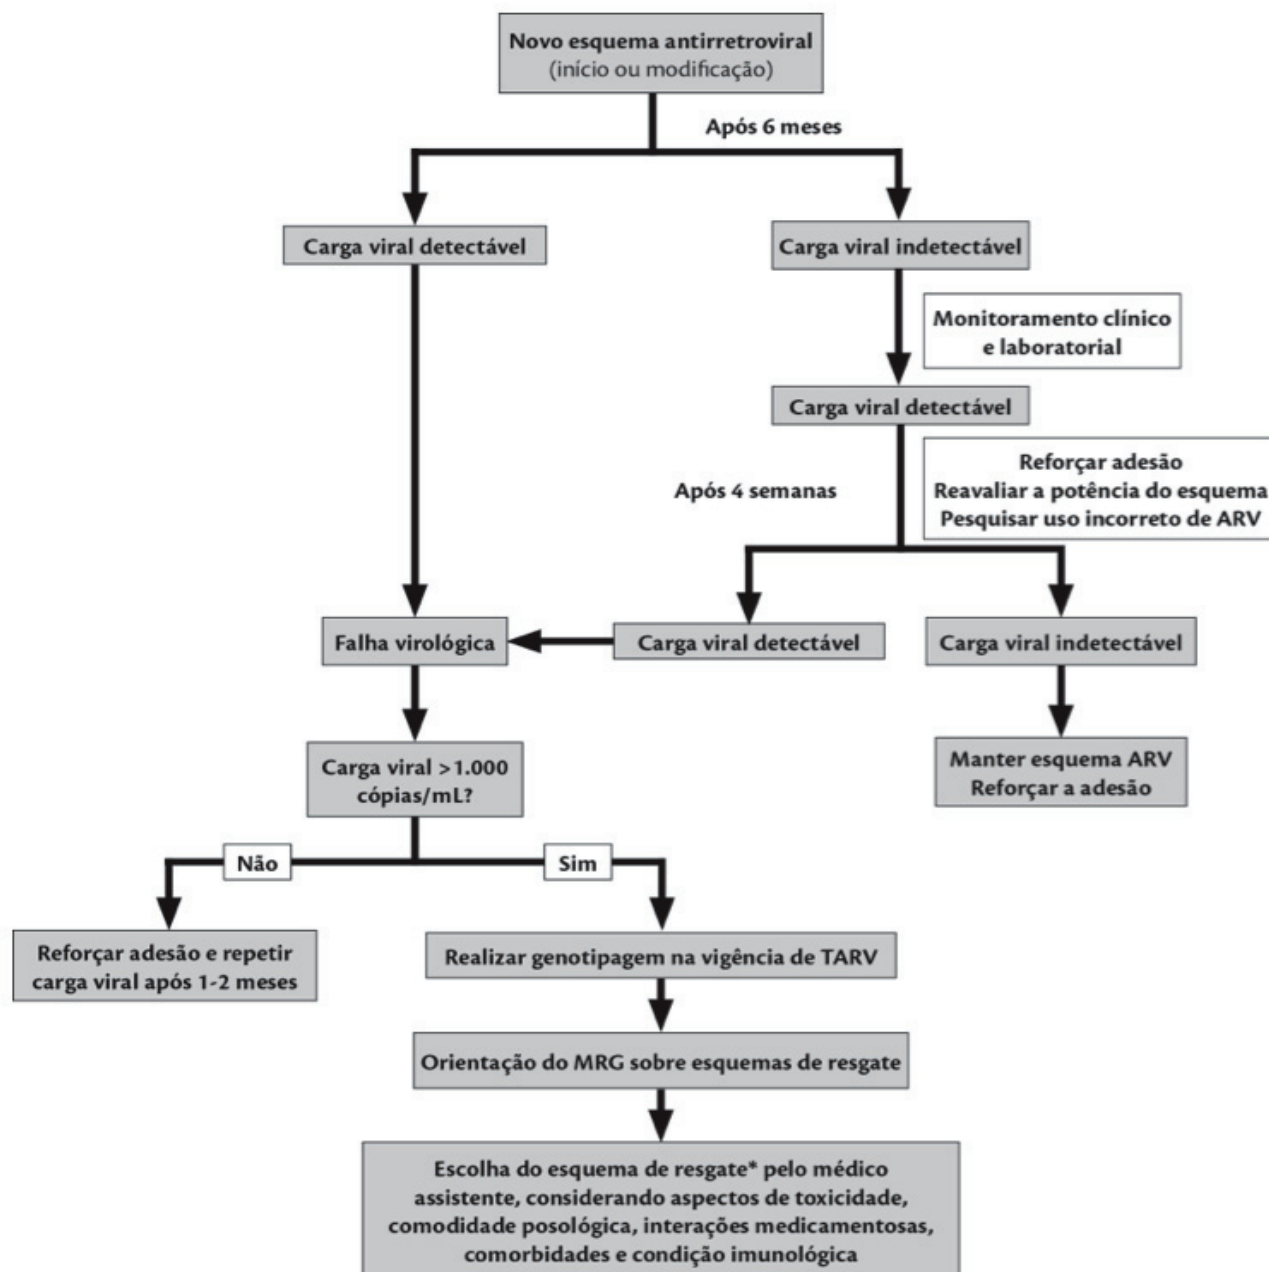 Novo esquema antirretroviral
(início ou modificação)
Após 6 meses
Carga viral detectável
Carga viral indetectável
Monitoramento clínico
e laboratorial
Carga viral detectável
Reforçar adesão
Reavaliar a potência do esquema
Pesquisar uso incorreto de ARV
Após 4 semanas
Falha virológica
Carga viral detectável
Carga viral indetectável
Manter esquema ARV
Reforçar a adesão
Carga viral >1.000
cópias/mL?
Não
Sim
Reforçar adesão e repetir
carga viral após 1-2 meses
Realizar genotipagem na vigência de TARV
Orientação do MRG sobre esquemas de resgate
Escolha do esquema de resgate* pelo médico
assistente, considerando aspectos de toxicidade,
comodidade posológica, interações medicamentosas,
comorbidades e condição imunológica